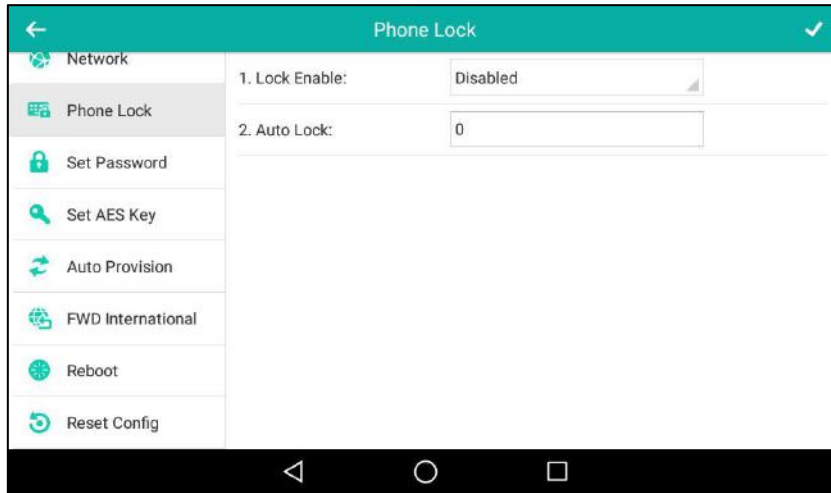 Phone Lock
Network
Phone Lock
Set Password
Set AES Key
Auto Provision
FWD International
Reboot
Reset Config
1. Lock Enable: Disabled
2. Auto Lock: 0